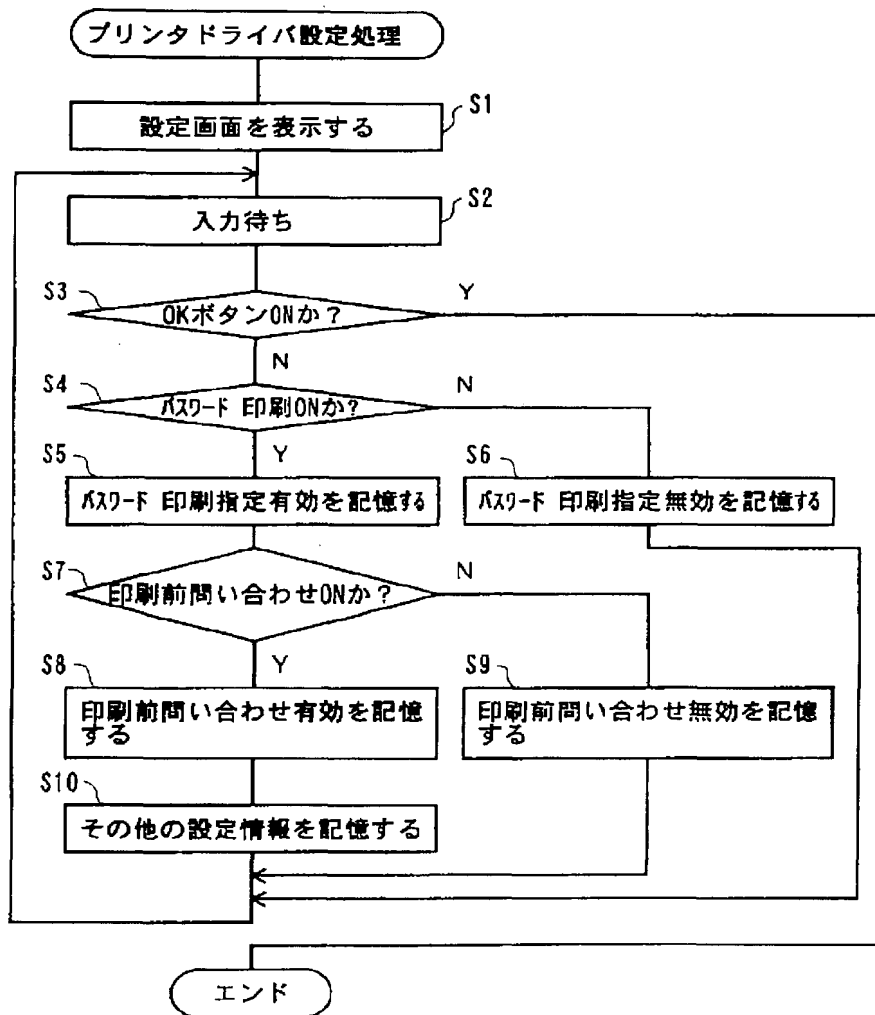 プリンタドライバ設定処理
設定画面を表示する
S1
入力待ち
S2
S3
OKボタンONか?
Y
N
S4
パスワード 印刷ONか?
N
Y
S5
パスワード 印刷指定有効を記憶する
S6
パスワード 印刷指定無効を記憶する
S7
印刷前問い合わせONか?
N
Y
S8
印刷前問い合わせ有効を記憶
する
S9
印刷前問い合わせ無効を記憶
する
S10
その他の設定情報を記憶する
エンド